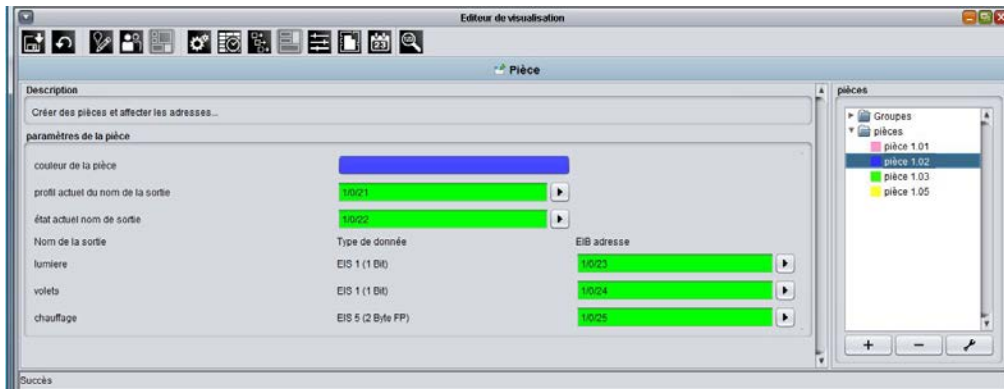 Editeur de visualisation
Pièce
Description
Créer des pièces et affecter les adresses...
paramètres de la pièce
couleur de la pièce
profil actuel du nom de la sortie 1/0/21
état actuel nom de sortie 1/0/22
Nom de la sortie Type de donnée EIB adresse
lumiere EIS 1 (1 Bit) 1/0/23
volets EIS 1 (1 Bit) 1/0/24
chauffage EIS 5 (2 Byte FP) 1/0/25
pièces
Groupes
pièces
pièce 1.01
pièce 1.02
pièce 1.03
pièce 1.05
Succès